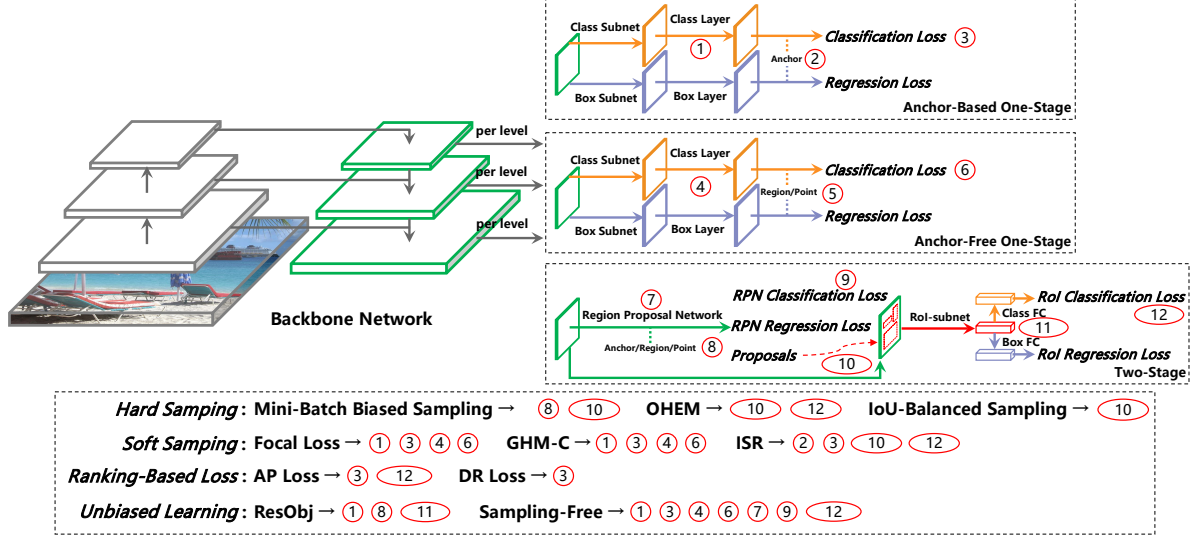 Class Subnet Class Layer
Classification Loss 3
1
Anchor 2
Regression Loss
Box Subnet Box Layer
Anchor-Based One-Stage
per level
per level
per level
Class Subnet Class Layer
Classification Loss 6
4
Region/Point 5
Regression Loss
Box Subnet Box Layer
Anchor-Free One-Stage
Backbone Network
9
7 RPN Classification Loss
Region Proposal Network RPN Regression Loss
Anchor/Region/Point 8
Proposals 10
RoI-subnet
RoI Classification Loss
Class FC 12
11
Box FC
RoI Regression Loss
Two-Stage
Hard Samping : Mini-Batch Biased Sampling → 8 10 OHEM → 10 12 IoU-Balanced Sampling → 10
Soft Samping : Focal Loss → 1 3 4 6 GHM-C → 1 3 4 6 ISR → 2 3 10 12
Ranking-Based Loss : AP Loss → 3 12 DR Loss → 3
Unbiased Learning : ResObj → 1 8 11 Sampling-Free → 1 3 4 6 7 9 12